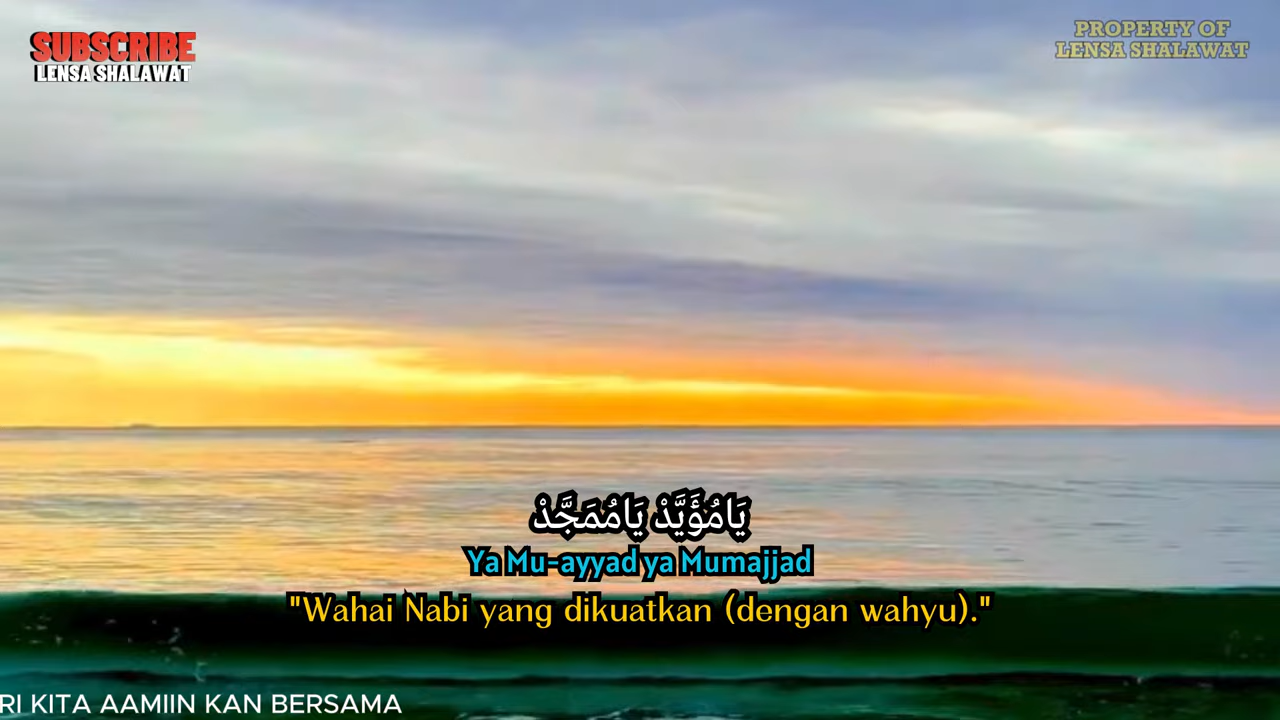 SUBSCRIBE
LENSA SHALAWAT
PROPERTY OF
LENSA SHALAWAT
يَامُؤَيَّدْ يَامُمَجَّدْ
Ya Mu-ayyad ya Mumajjad
"Wahai Nabi yang dikuatkan (dengan wahyu)."
RI KITA AAMIIN KAN BERSAMA